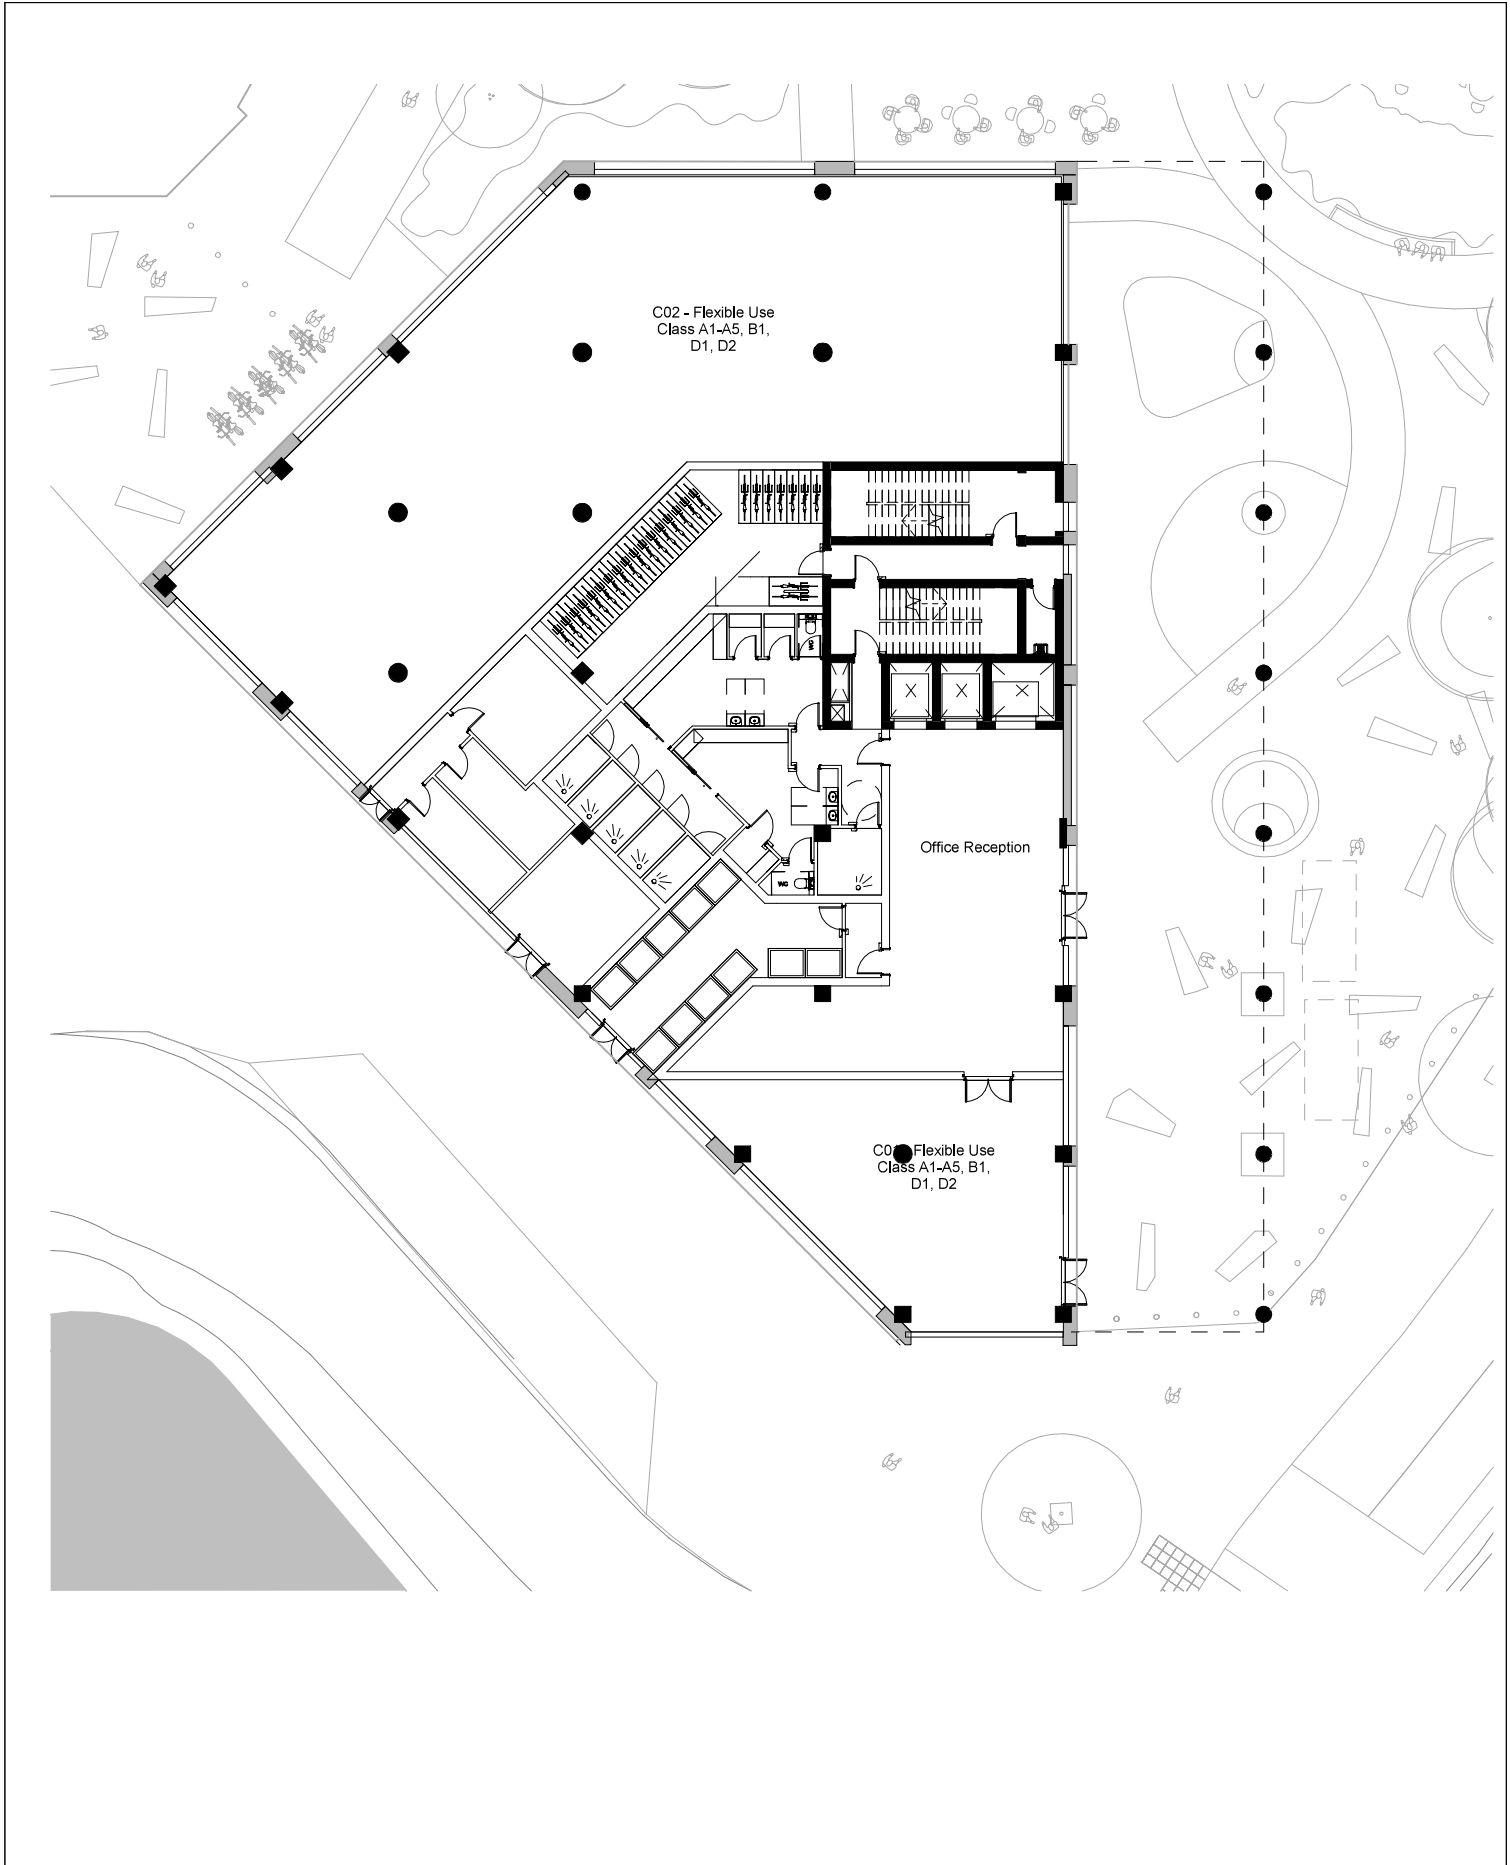 C02 - Flexible Use
Class A1-A5, B1,
D1, D2
WC
Office Reception
WC
Flexible Use
Class A1-A5, B1,
D1, D2